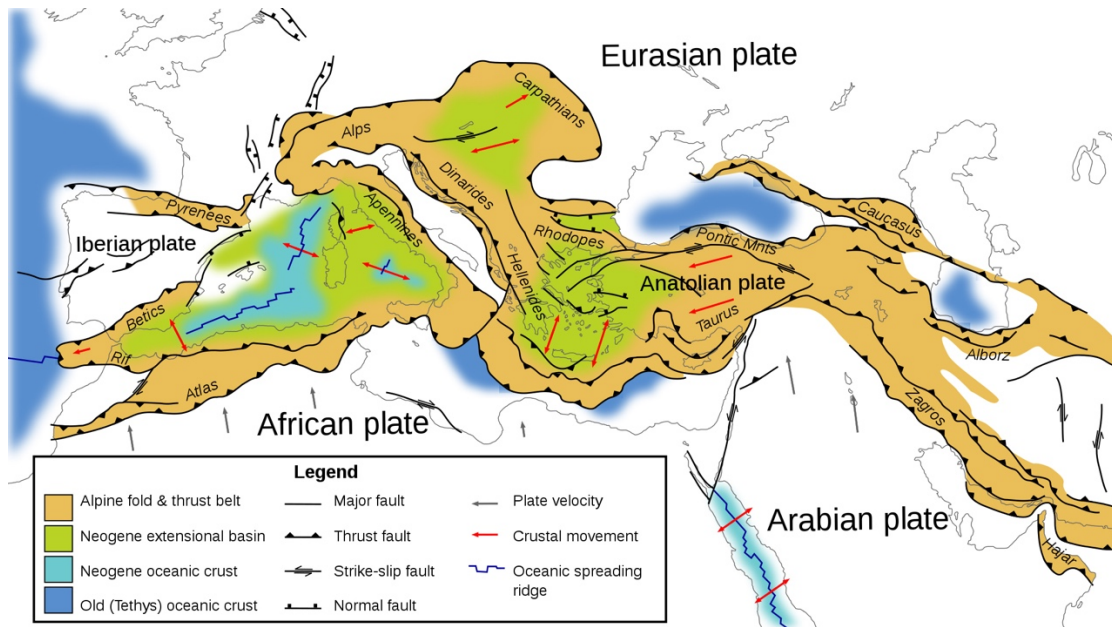 Eurasian plate
Carpathians
Alps
Dinarides
Pyrenees
Apennines
Caucasus
Iberian plate
Rhodopes
Pontic Mnts
Hellenides
Anatolian plate
Betics
Taurus
Rif
Alborz
Atlas
Zagros
African plate
Arabian plate
Hajar
Legend
Alpine fold & thrust belt
Neogene extensional basin
Neogene oceanic crust
Old (Tethys) oceanic crust
Major fault
Thrust fault
Strike-slip fault
Normal fault
Plate velocity
Crustal movement
Oceanic spreading
ridge